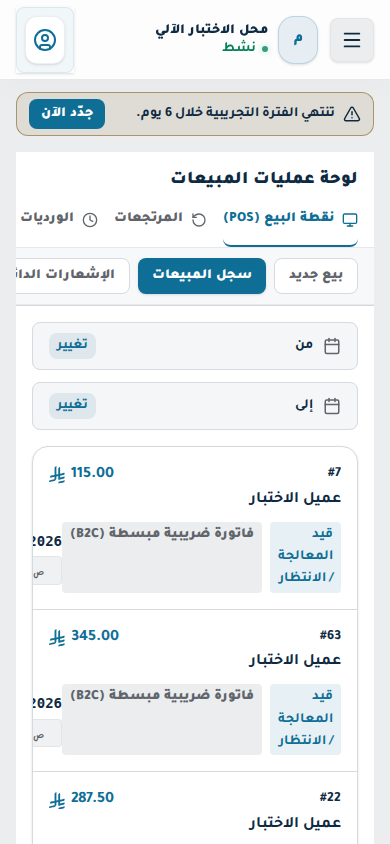 محل الاختبار الآلي
نشط
م
تنتهي الفترة التجريبية خلال 6 يوم.
جدّد الآن
لوحة عمليات المبيعات
نقطة البيع (POS)
المرتجعات
الورديات
بيع جديد
سجل المبيعات
الإشعارات الدا
من
تغيير
إلى
تغيير
#7
115.00
عميل الاختبار
قيد المعالجة / الانتظار
فاتورة ضريبية مبسطة (B2C)
2026
ص
#63
345.00
عميل الاختبار
قيد المعالجة / الانتظار
فاتورة ضريبية مبسطة (B2C)
2026
ص
#22
287.50
عميل الاختبار